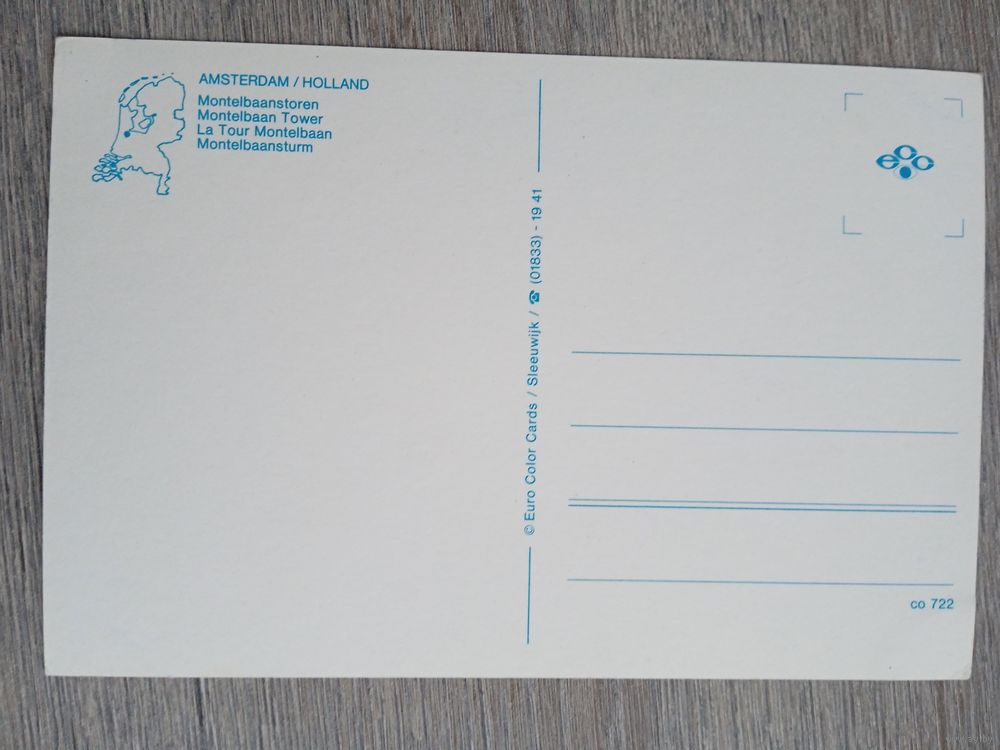 AMSTERDAM / HOLLAND
Montelbaanstoren
Montelbaan Tower
La Tour Montelbaan
Montelbaansturm
© Euro Color Cards / Sleeuwijk / ☎ (01833) - 19 41
ecc
co 722